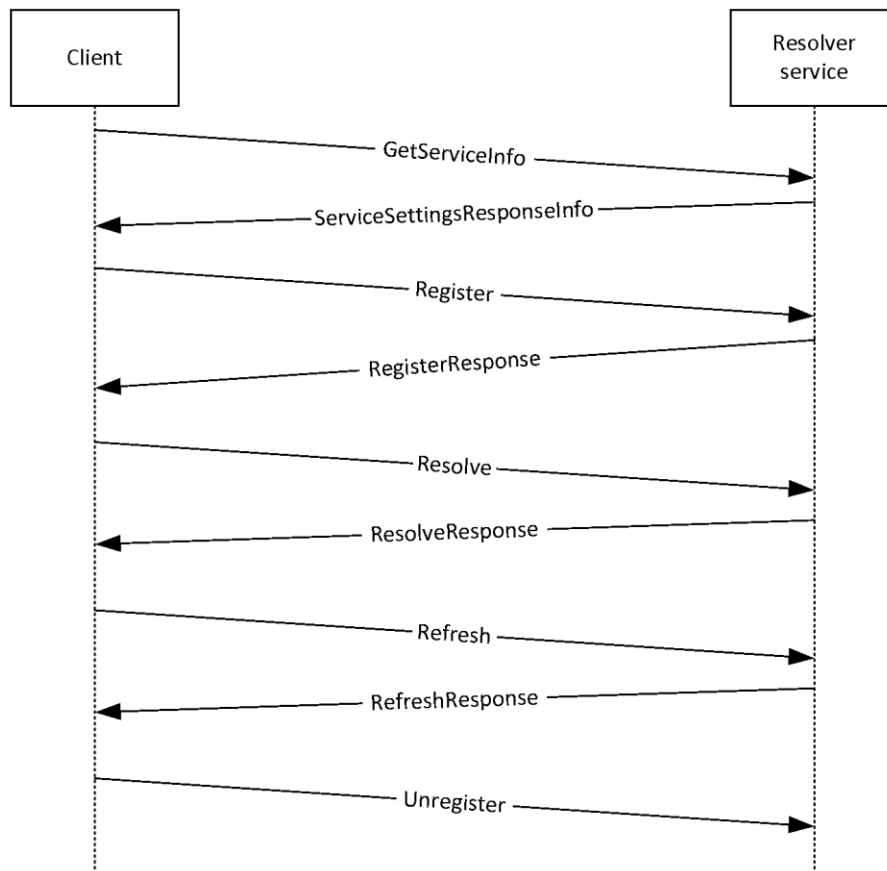 Client
Resolver
service
GetServiceInfo
ServiceSettingsResponseInfo
Register
RegisterResponse
Resolve
ResolveResponse
Refresh
RefreshResponse
Unregister